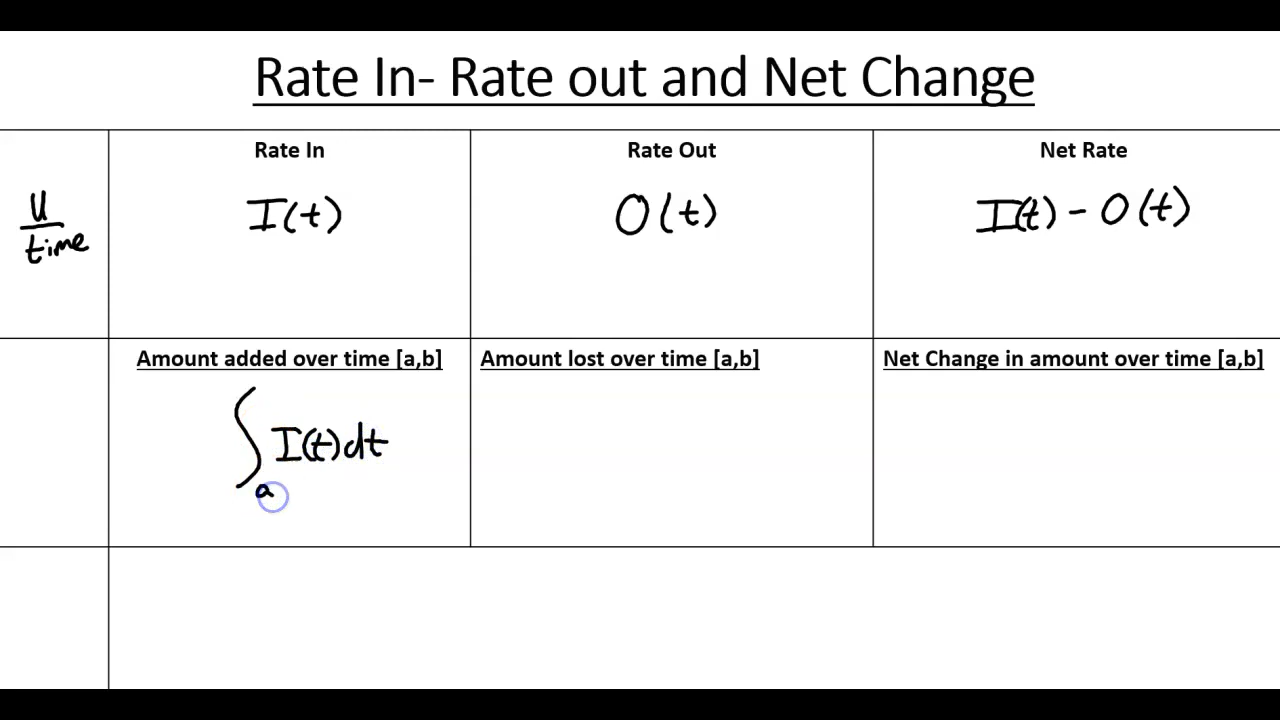 Rate In- Rate out and Net Change
Rate In
Rate Out
Net Rate
u
time
I(t)
O(t)
I(t) - O(t)
Amount added over time [a,b]
Amount lost over time [a,b]
Net Change in amount over time [a,b]
∫ I(t)dt
a